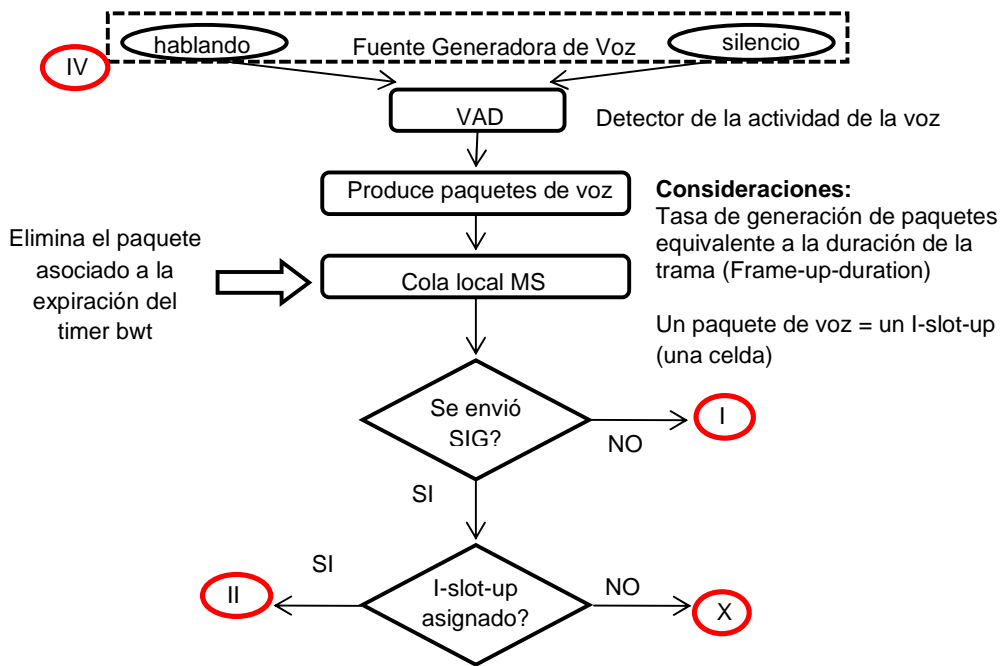 hablando
Fuente Generadora de Voz
silencio
IV
VAD
Detector de la actividad de la voz
Produce paquetes de voz
Consideraciones:
Tasa de generación de paquetes
equivalente a la duración de la
trama (Frame-up-duration)
Elimina el paquete
asociado a la
expiración del
timer bwt
Cola local MS
Un paquete de voz = un I-slot-up
(una celda)
Se envió
SIG?
NO
I
SI
SI
I-slot-up
asignado?
NO
II
X